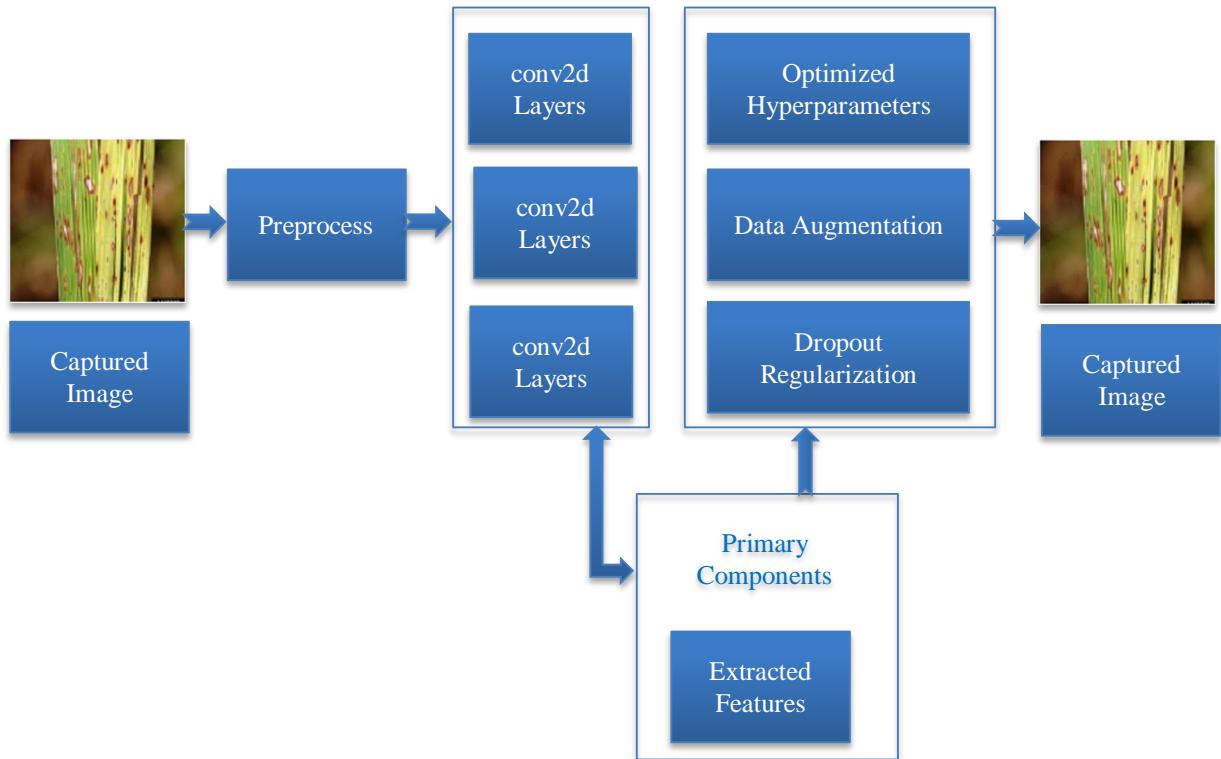 Captured
Image
Preprocess
conv2d
Layers
conv2d
Layers
conv2d
Layers
Optimized
Hyperparameters
Data Augmentation
Dropout
Regularization
Captured
Image
Primary
Components
Extracted
Features